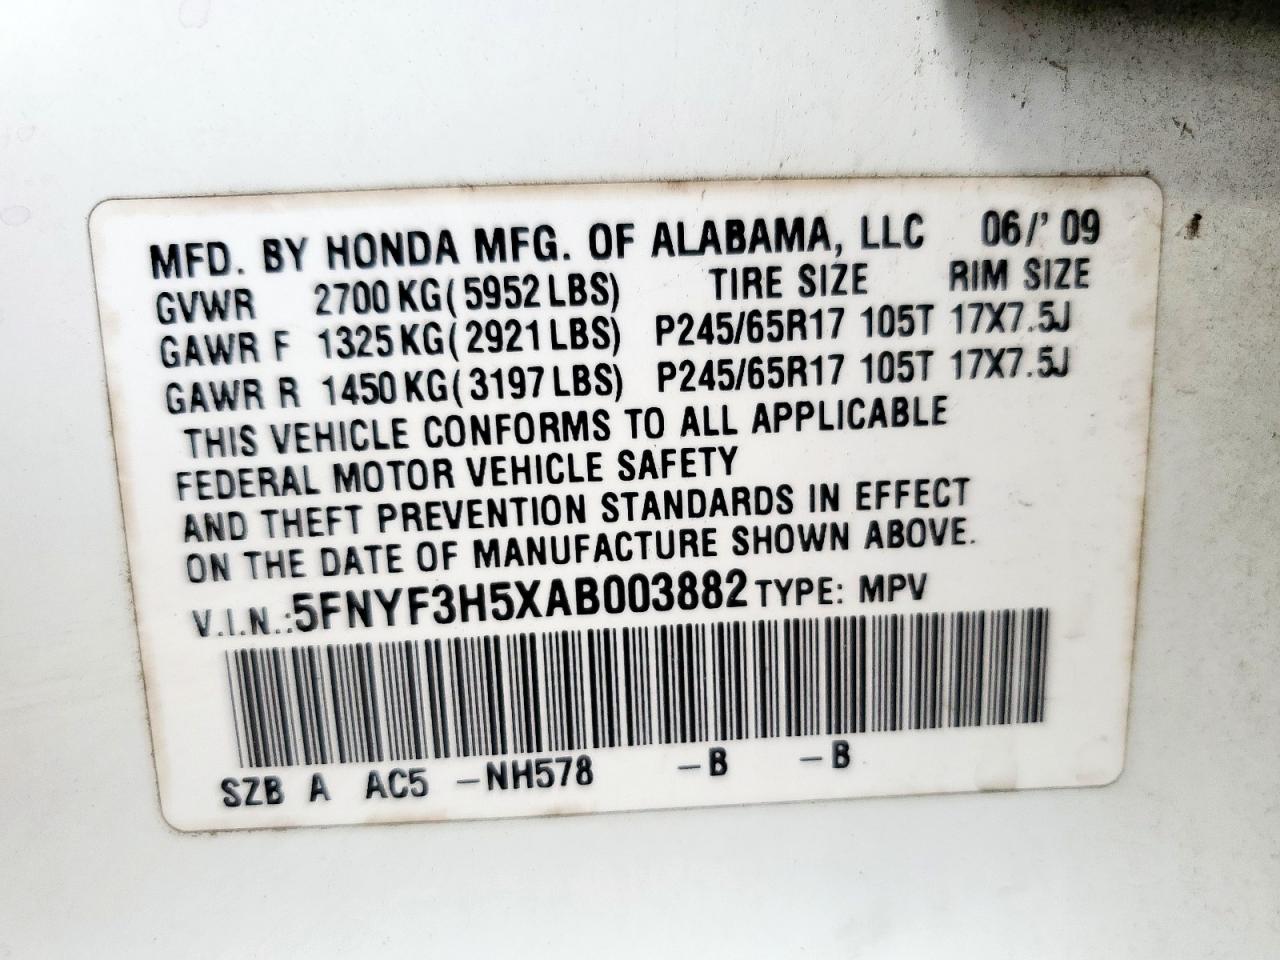 MFD. BY HONDA MFG. OF ALABAMA, LLC 06/'09
GVWR 2700 KG (5952 LBS) TIRE SIZE RIM SIZE
GAWR F 1325 KG (2921 LBS) P245/65R17 105T 17X7.5J
GAWR R 1450 KG (3197 LBS) P245/65R17 105T 17X7.5J
THIS VEHICLE CONFORMS TO ALL APPLICABLE
FEDERAL MOTOR VEHICLE SAFETY
AND THEFT PREVENTION STANDARDS IN EFFECT
ON THE DATE OF MANUFACTURE SHOWN ABOVE.
V.I.N.:5FNYF3H5XAB003882 TYPE: MPV
SZB A AC5 –NH578 –B –B